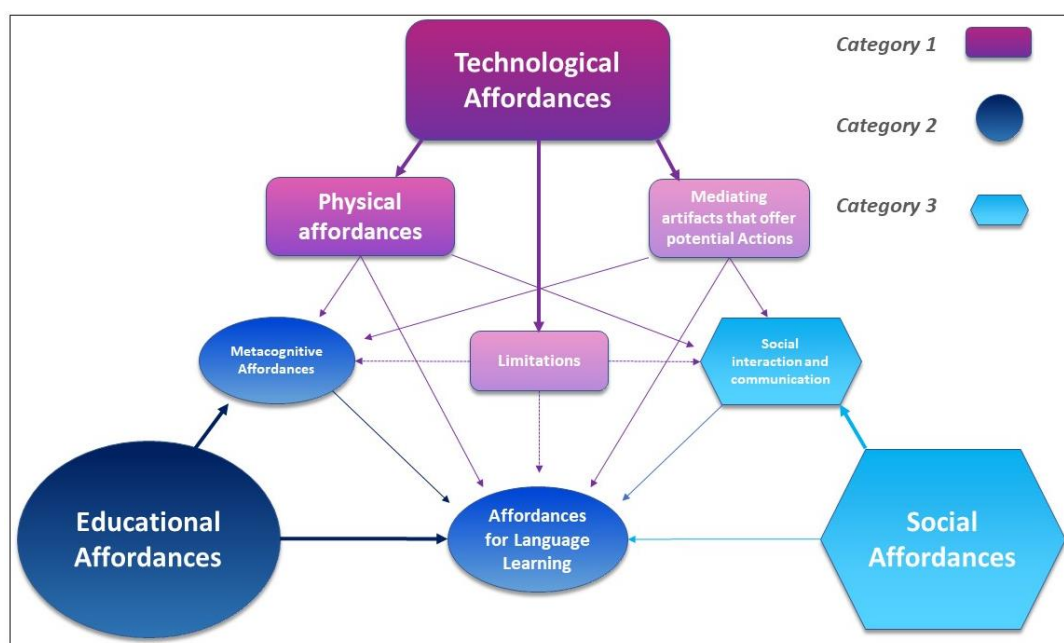 Technological
Affordances
Category 1
Category 2
Category 3
Physical
affordances
Mediating
artifacts that offer
potential Actions
Metacognitive
Affordances
Limitations
Social
interaction and
communication
Educational
Affordances
Affordances
for Language
Learning
Social
Affordances